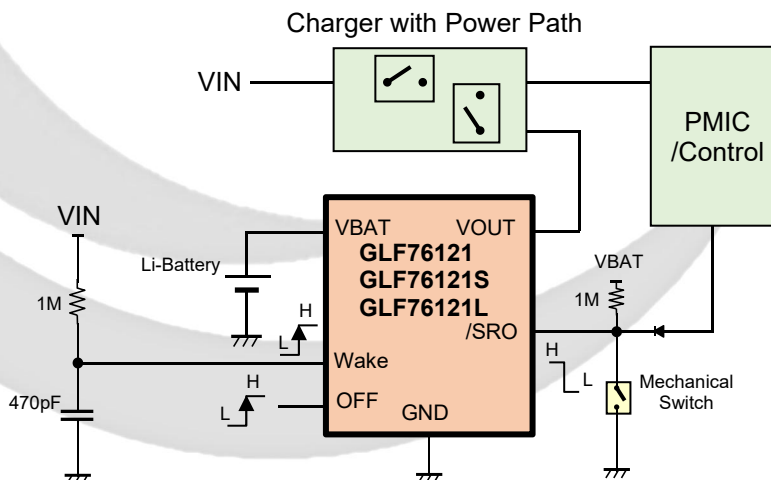 Charger with Power Path
VIN
PMIC
/Control
VIN
VBAT
VOUT
GLF76121
GLF76121S
GLF76121L
Li-Battery
VBAT
1M
1M
/SRO
H
L
Wake
H
L
Mechanical
Switch
H
L
OFF
470pF
GND